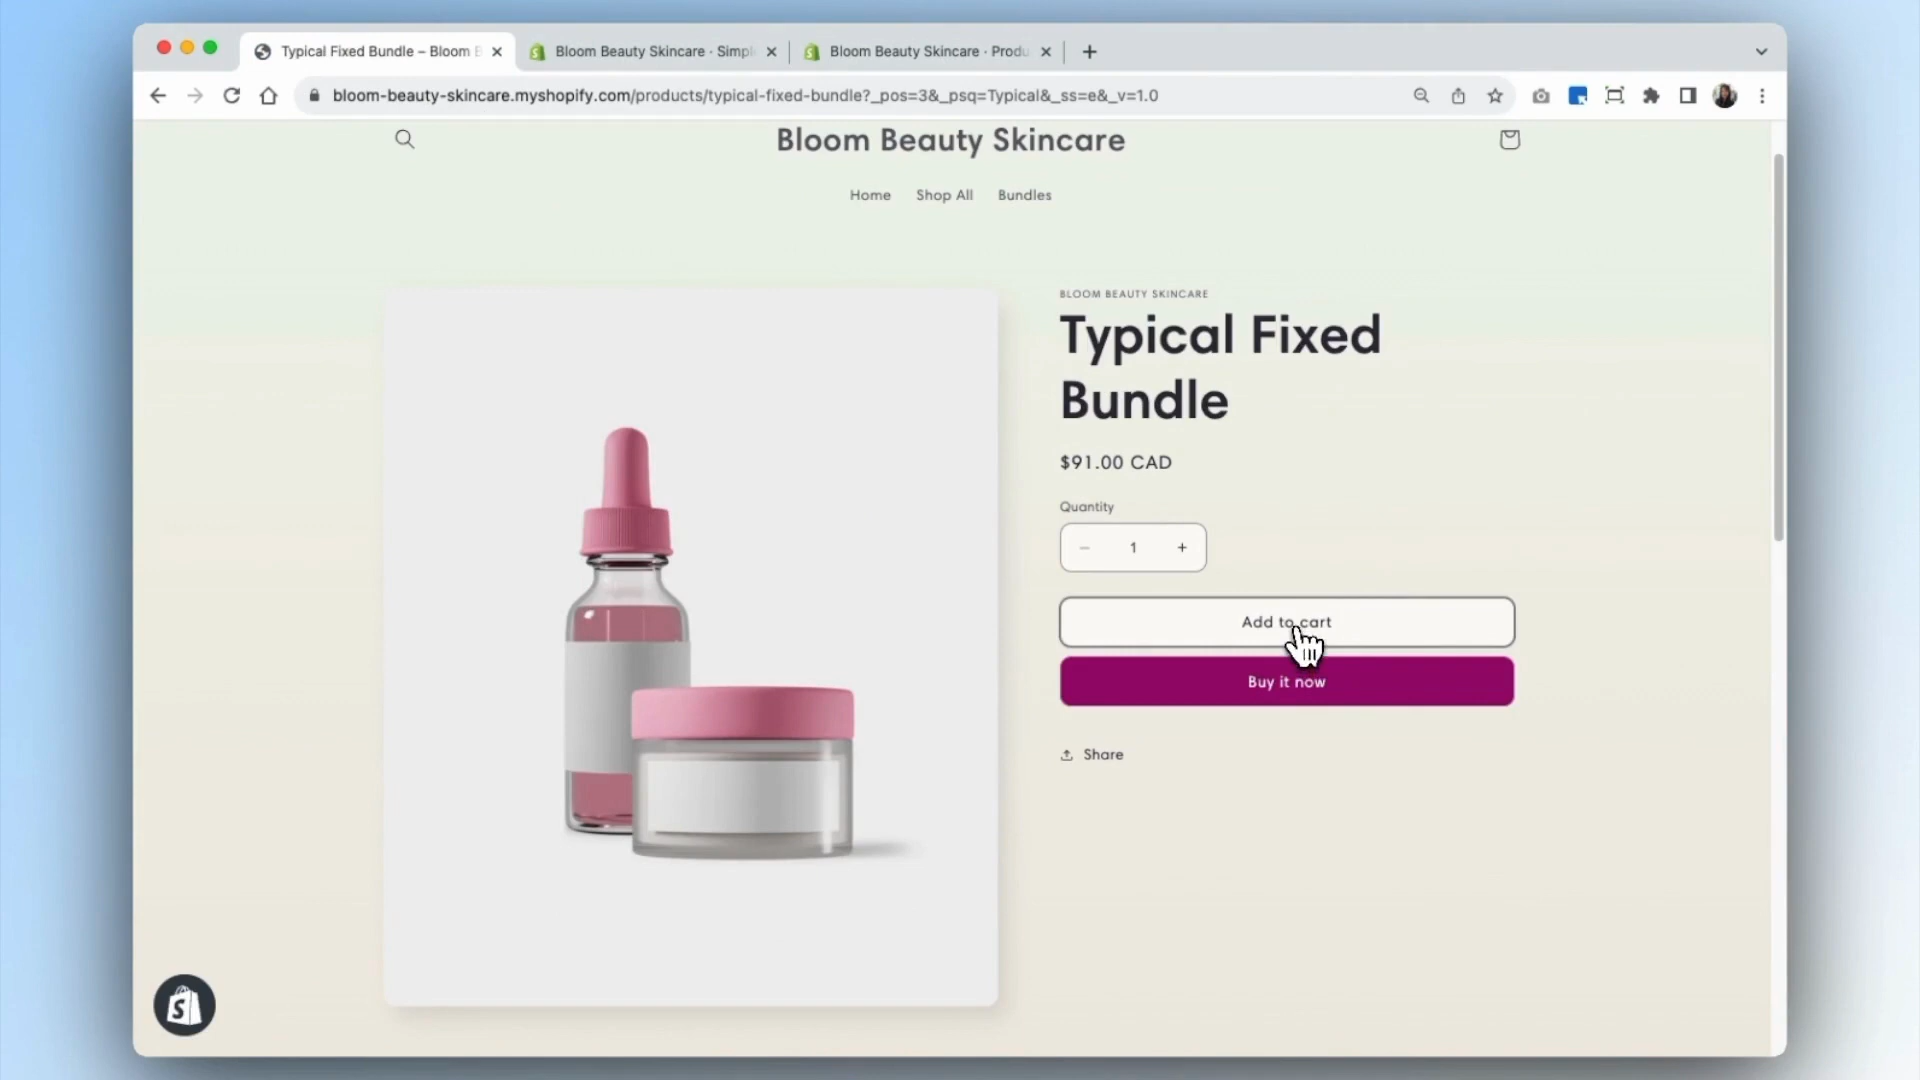 Typical Fixed Bundle – Bloom B
Bloom Beauty Skincare · Simpl
Bloom Beauty Skincare · Produ
bloom-beauty-skincare.myshopify.com/products/typical-fixed-bundle?_pos=3&_psq=Typical&_ss=e&_v=1.0
Bloom Beauty Skincare
Home Shop All Bundles
BLOOM BEAUTY SKINCARE
Typical Fixed
Bundle
$91.00 CAD
Quantity
− 1 +
Add to cart
Buy it now
Share